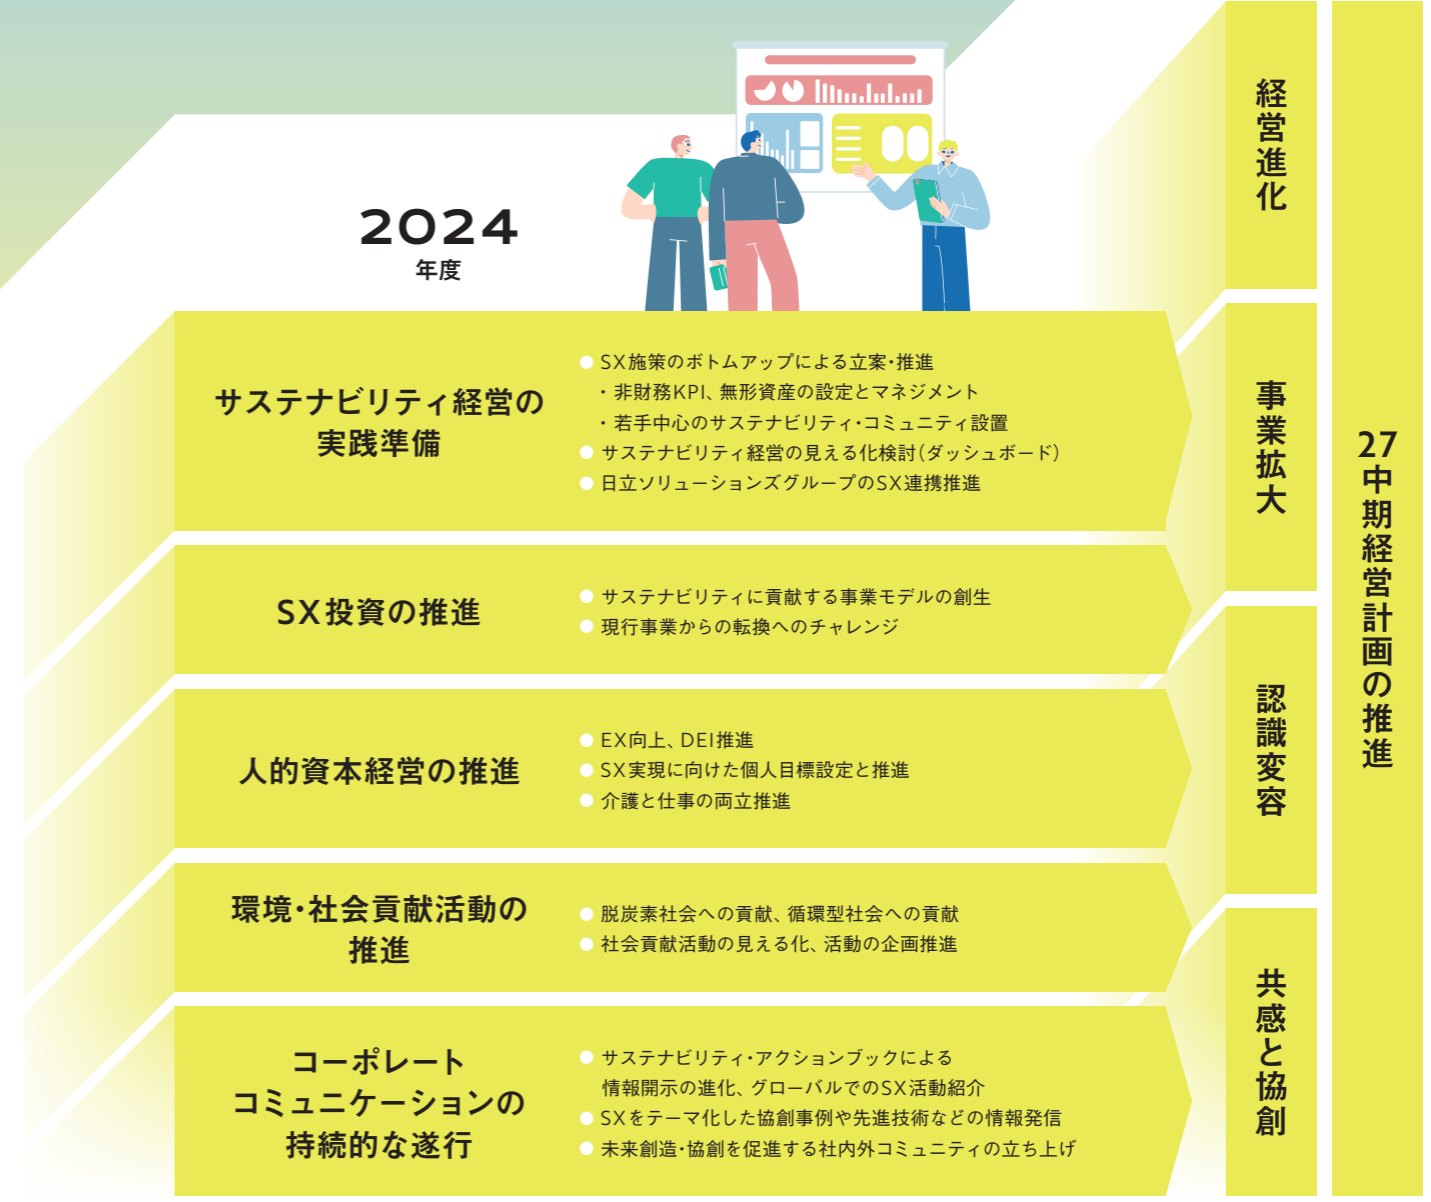 2024
年度
サステナビリティ経営の
実践準備
● SX施策のボトムアップによる立案・推進
・非財務KPI、無形資産の設定とマネジメント
・若手中心のサステナビリティ・コミュニティ設置
● サステナビリティ経営の見える化検討（ダッシュボード）
● 日立ソリューションズグループのSX連携推進
SX投資の推進
● サステナビリティに貢献する事業モデルの創生
● 現行事業からの転換へのチャレンジ
人的資本経営の推進
● EX向上、DEI推進
● SX実現に向けた個人目標設定と推進
● 介護と仕事の両立推進
環境・社会貢献活動の
推進
● 脱炭素社会への貢献、循環型社会への貢献
● 社会貢献活動の見える化、活動の企画推進
コーポレート
コミュニケーションの
持続的な遂行
● サステナビリティ・アクションブックによる
情報開示の進化、グローバルでのSX活動紹介
● SXをテーマ化した協創事例や先進技術などの情報発信
● 未来創造・協創を促進する社内外コミュニティの立ち上げ
経営進化
事業拡大
認識変容
共感と協創
27中期経営計画の推進